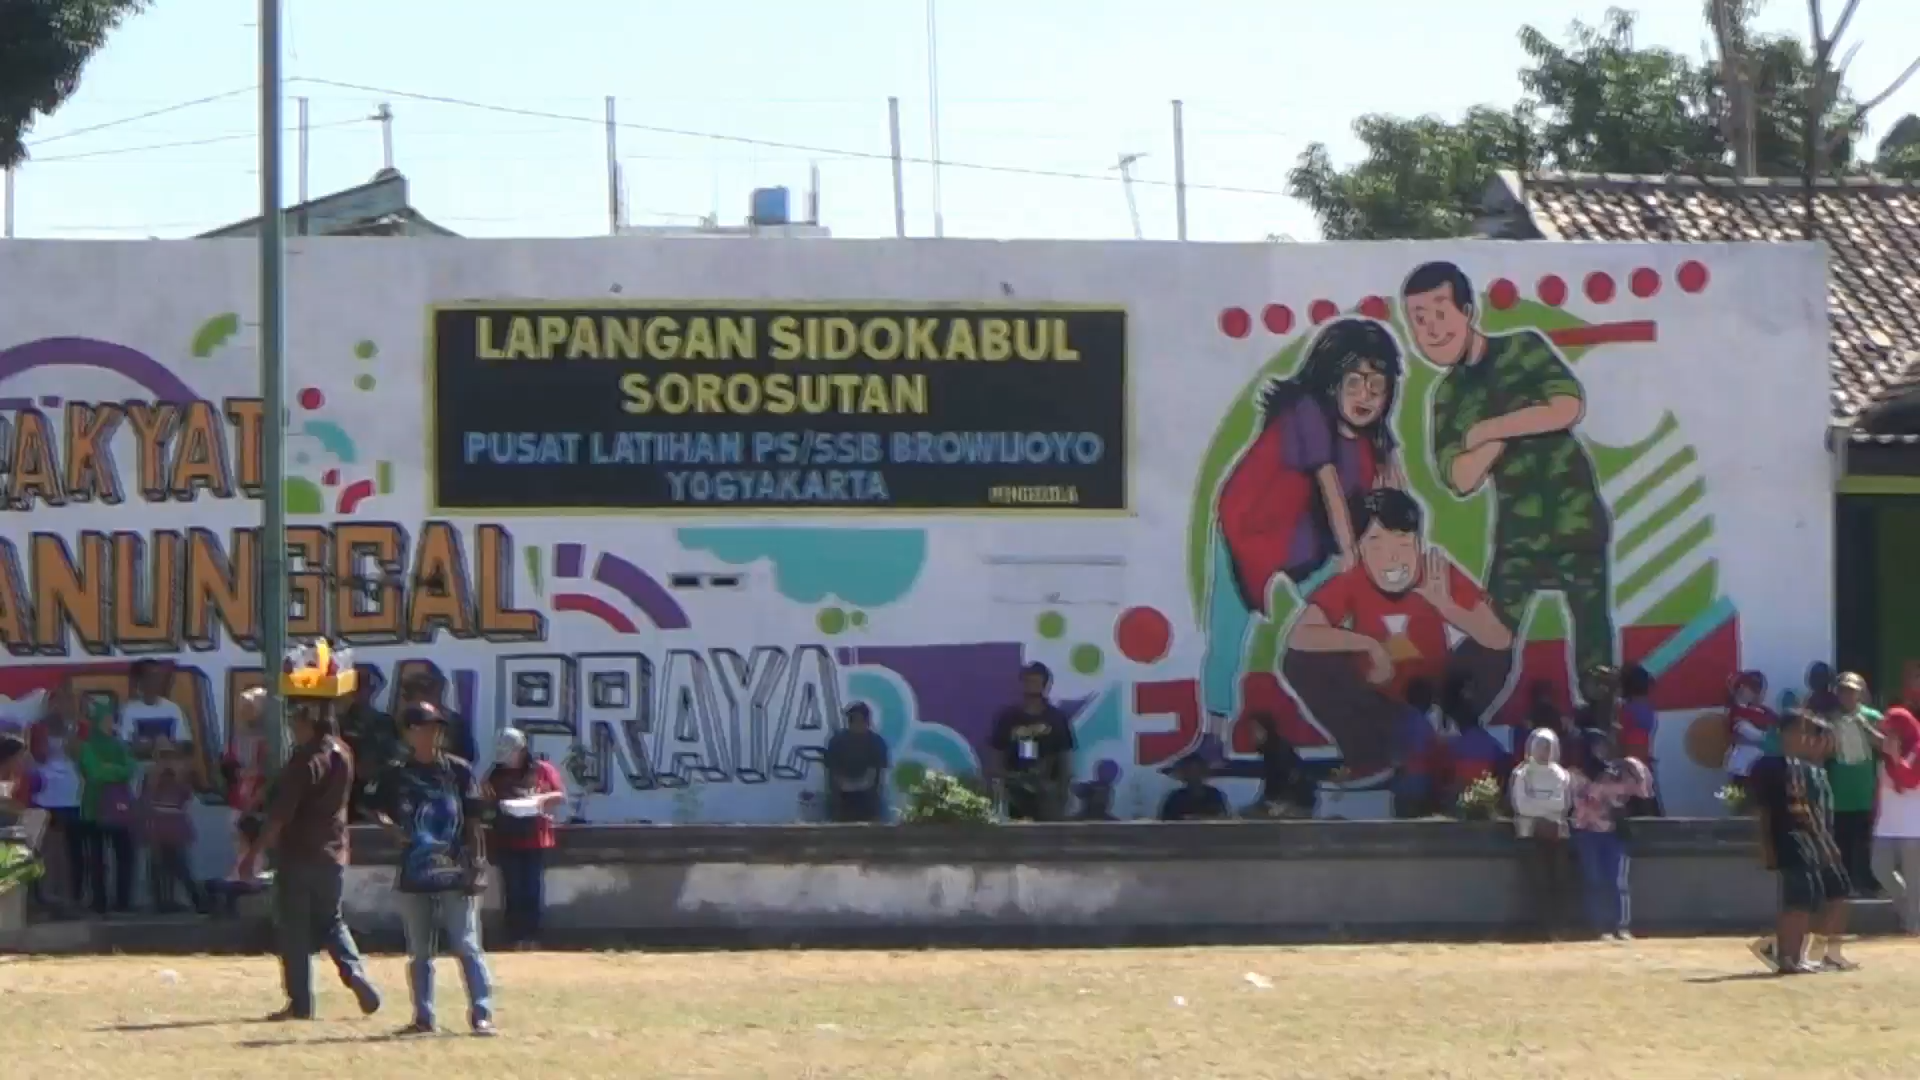 LAPANGAN SIDOKABUL
SOROSUTAN
PUSAT LATIHAN PS/SSB BROWIJOYO
YOGYAKARTA
AKYAT
ANUNGGAL
PRAYA